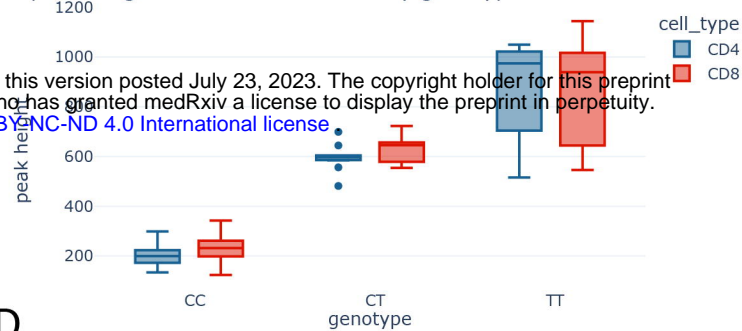 1200
cell_type
CD4
CD8
1000
this version posted July 23, 2023. The copyright holder for this preprint
has granted medRxiv a license to display the preprint in perpetuity.
800
NC-ND 4.0 International license
peak height
600
400
200
CC
CT
TT
genotype
D